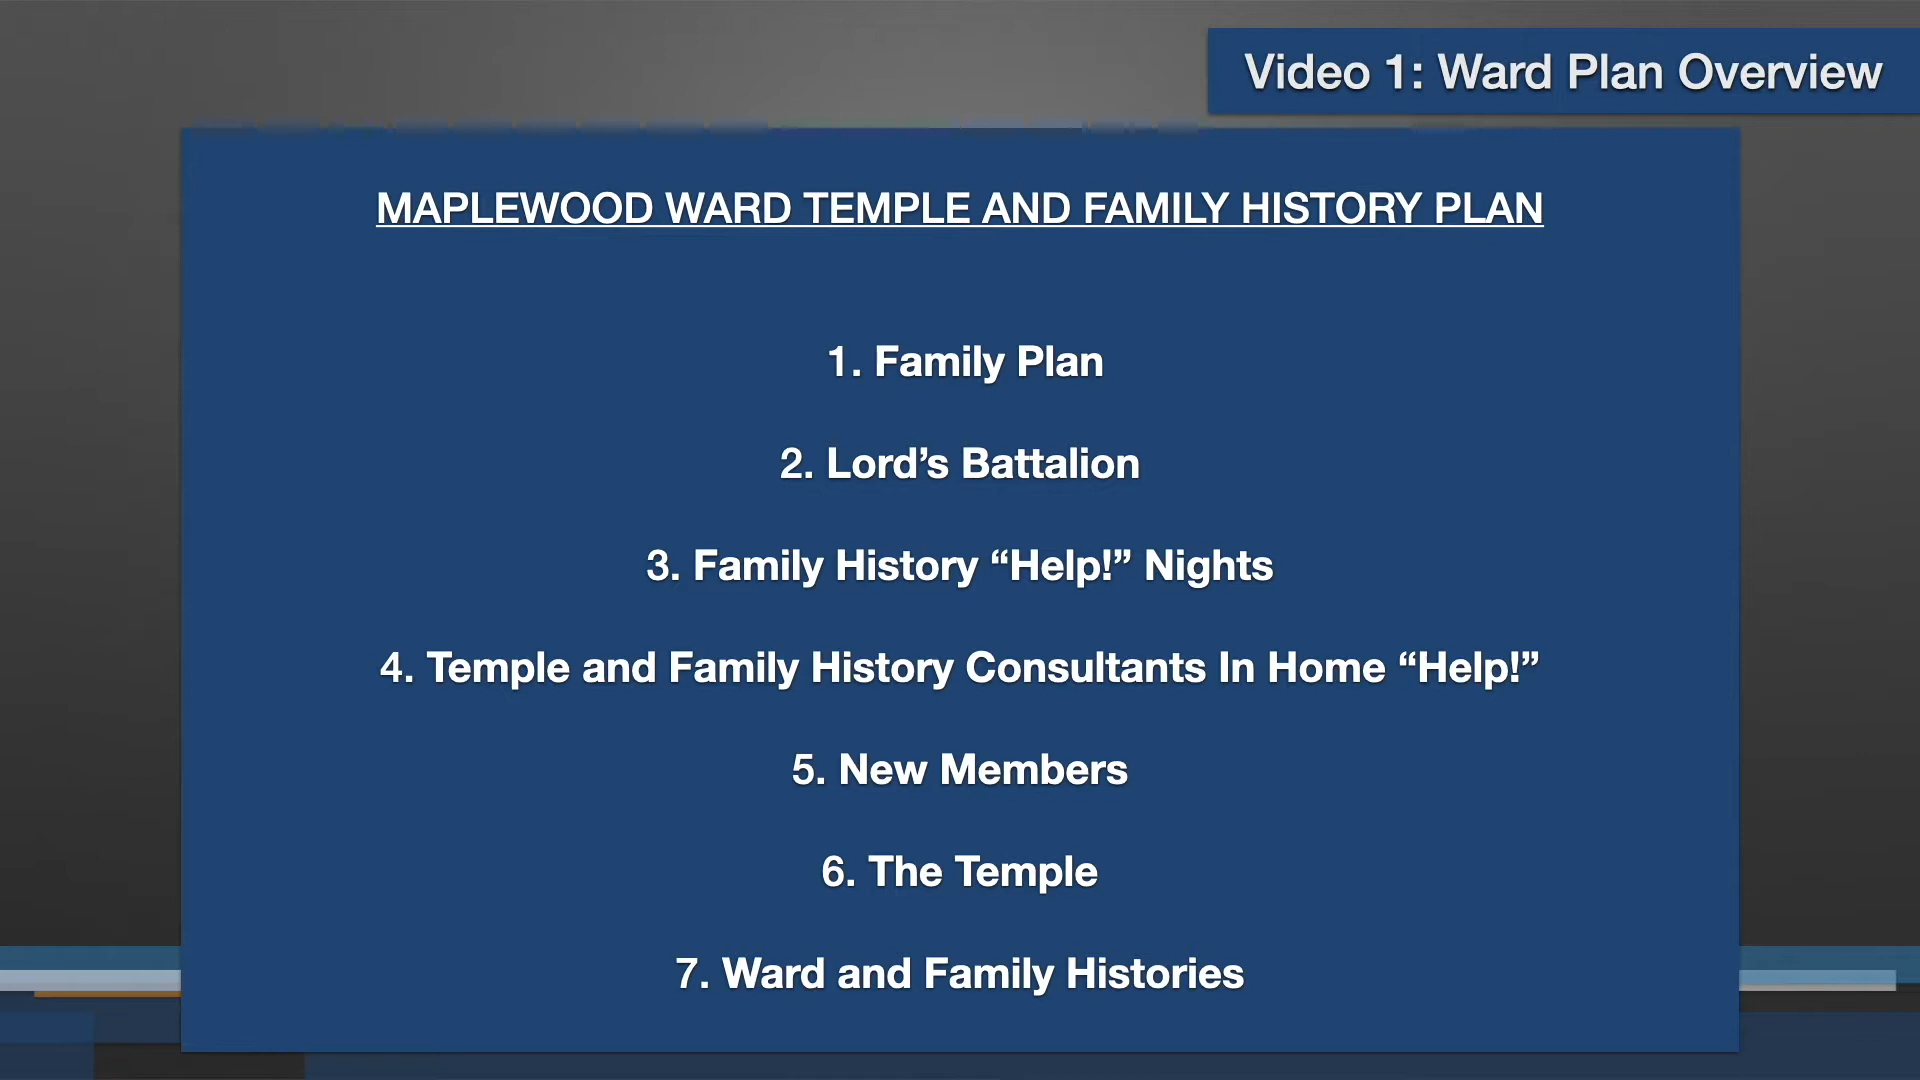 Video 1: Ward Plan Overview
MAPLEWOOD WARD TEMPLE AND FAMILY HISTORY PLAN
1. Family Plan
2. Lord’s Battalion
3. Family History “Help!” Nights
4. Temple and Family History Consultants In Home “Help!”
5. New Members
6. The Temple
7. Ward and Family Histories